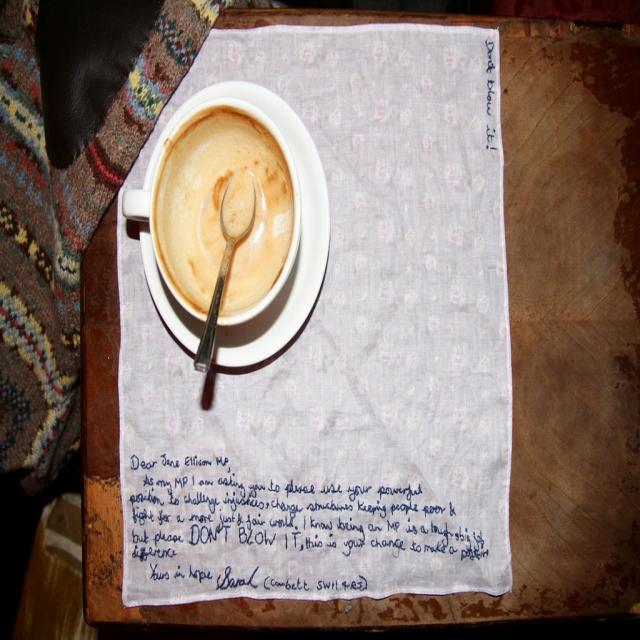 Don't blow it!
Dear Jane Ellison MP,
As my MP I am asking you to please use your powerful
position to challenge injustices, change structures keeping people poor &
fight for a more just & fair world. I know being an MP is a tough job
but please DON'T BLOW IT, this is your chance to make a positive
difference
Yours in hope Sarah (Corbett SW11